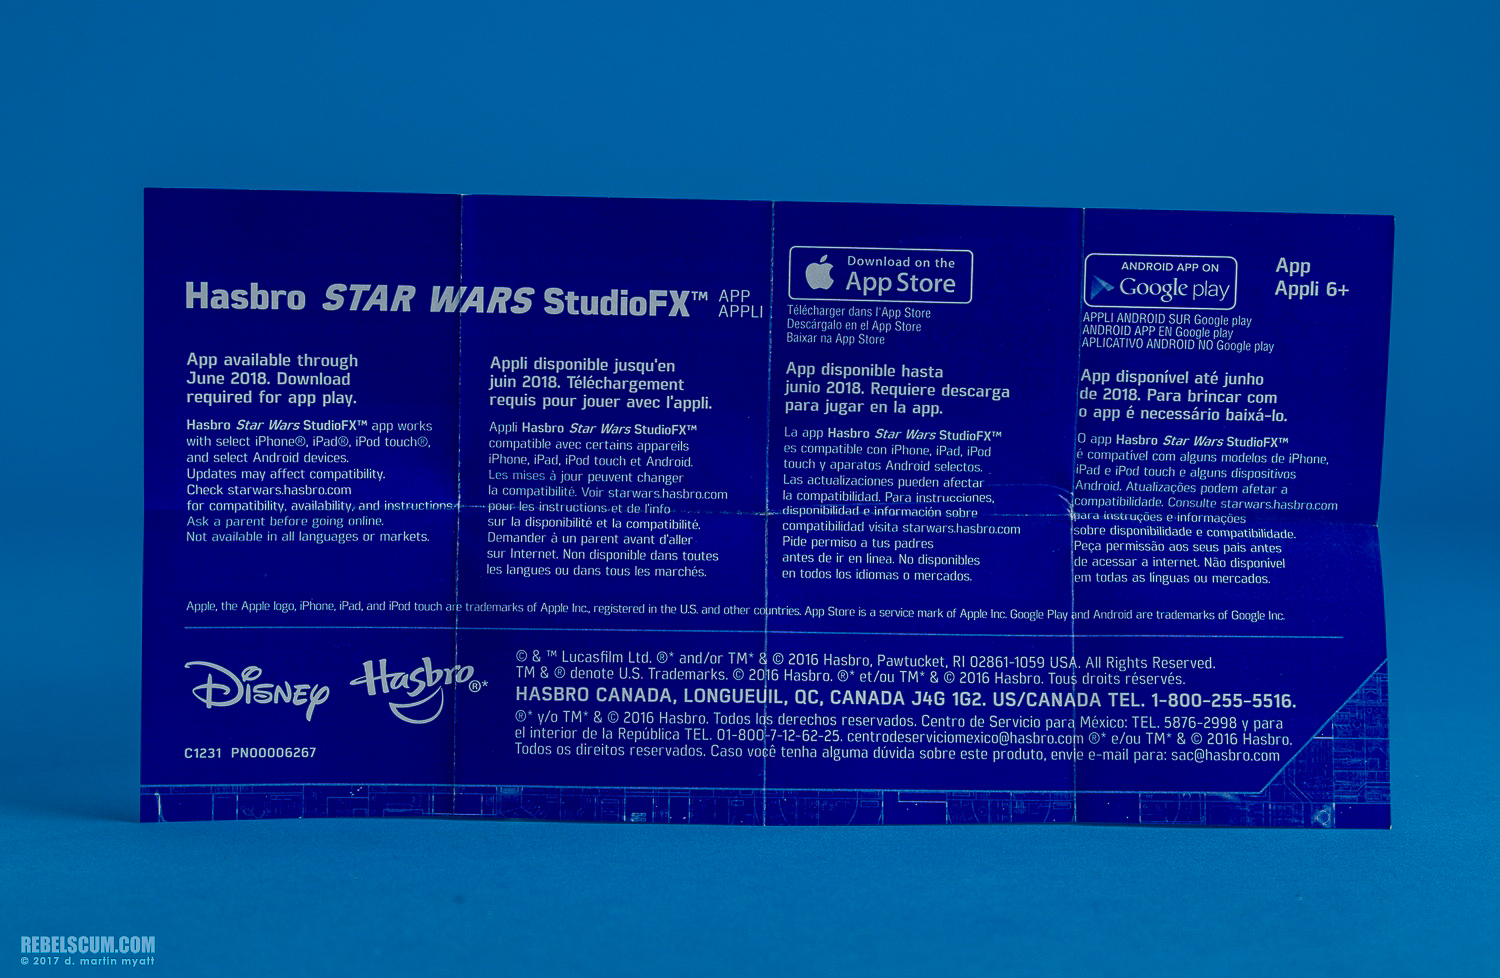 Hasbro STAR WARS StudioFX™ APP
APPLI
Download on the
App Store
Télécharger dans l'App Store
Descárgalo en el App Store
Baixar na App Store
ANDROID APP ON
Google play
APPLI ANDROID SUR Google play
ANDROID APP EN Google play
APLICATIVO ANDROID NO Google play
App
Appli 6+
App available through
June 2018. Download
required for app play.
Hasbro Star Wars StudioFX™ app works
with select iPhone®, iPad®, iPod touch®,
and select Android devices.
Updates may affect compatibility.
Check starwars.hasbro.com
for compatibility, availability, and instructions.
Ask a parent before going online.
Not available in all languages or markets.
Appli disponible jusqu'en
juin 2018. Téléchargement
requis pour jouer avec l'appli.
Appli Hasbro Star Wars StudioFX™
compatible avec certains appareils
iPhone, iPad, iPod touch et Android.
Les mises à jour peuvent changer
la compatibilité. Voir starwars.hasbro.com
pour les instructions et de l'info
sur la disponibilité et la compatibilité.
Demander à un parent avant d'aller
sur Internet. Non disponible dans toutes
les langues ou dans tous les marchés.
App disponible hasta
junio 2018. Requiere descarga
para jugar en la app.
La app Hasbro Star Wars StudioFX™
es compatible con iPhone, iPad, iPod
touch y aparatos Android selectos.
Las actualizaciones pueden afectar
la compatibilidad. Para instrucciones,
disponibilidad e información sobre
compatibilidad visita starwars.hasbro.com
Pide permiso a tus padres
antes de ir en línea. No disponibles
en todos los idiomas o mercados.
App disponível até junho
de 2018. Para brincar com
o app é necessário baixá-lo.
O app Hasbro Star Wars StudioFX™
é compatível com alguns modelos de iPhone,
iPad e iPod touch e alguns dispositivos
Android. Atualizações podem afetar a
compatibilidade. Consulte starwars.hasbro.com
para instruções e informações
sobre disponibilidade e compatibilidade.
Peça permissão aos seus pais antes
de acessar a internet. Não disponível
em todas as línguas ou mercados.
Apple, the Apple logo, iPhone, iPad, and iPod touch are trademarks of Apple Inc., registered in the U.S. and other countries. App Store is a service mark of Apple Inc. Google Play and Android are trademarks of Google Inc.
Disney
Hasbro ®*
C1231 PN00006267
© & ™ Lucasfilm Ltd. ®* and/or TM* & © 2016 Hasbro, Pawtucket, RI 02861-1059 USA. All Rights Reserved.
TM & ® denote U.S. Trademarks. © 2016 Hasbro. ®* et/ou TM* & © 2016 Hasbro. Tous droits réservés.
HASBRO CANADA, LONGUEUIL, QC, CANADA J4G 1G2. US/CANADA TEL. 1-800-255-5516.
®* y/o TM* & © 2016 Hasbro. Todos los derechos reservados. Centro de Servicio para México: TEL. 5876-2998 y para
el interior de la República TEL. 01-800-7-12-62-25. centrodeserviciomexico@hasbro.com ®* e/ou TM* & © 2016 Hasbro.
Todos os direitos reservados. Caso você tenha alguma dúvida sobre este produto, envie e-mail para: sac@hasbro.com
REBELSCUM.COM
© 2017 d. martin myatt